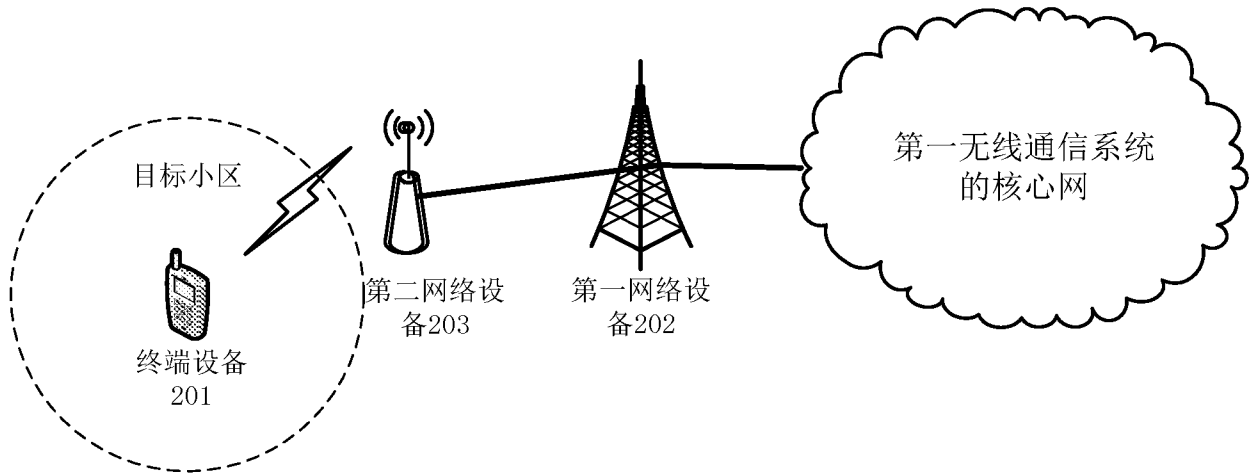 目标小区
终端设备
201
第二网络设
备203
第一网络设
备202
第一无线通信系统
的核心网